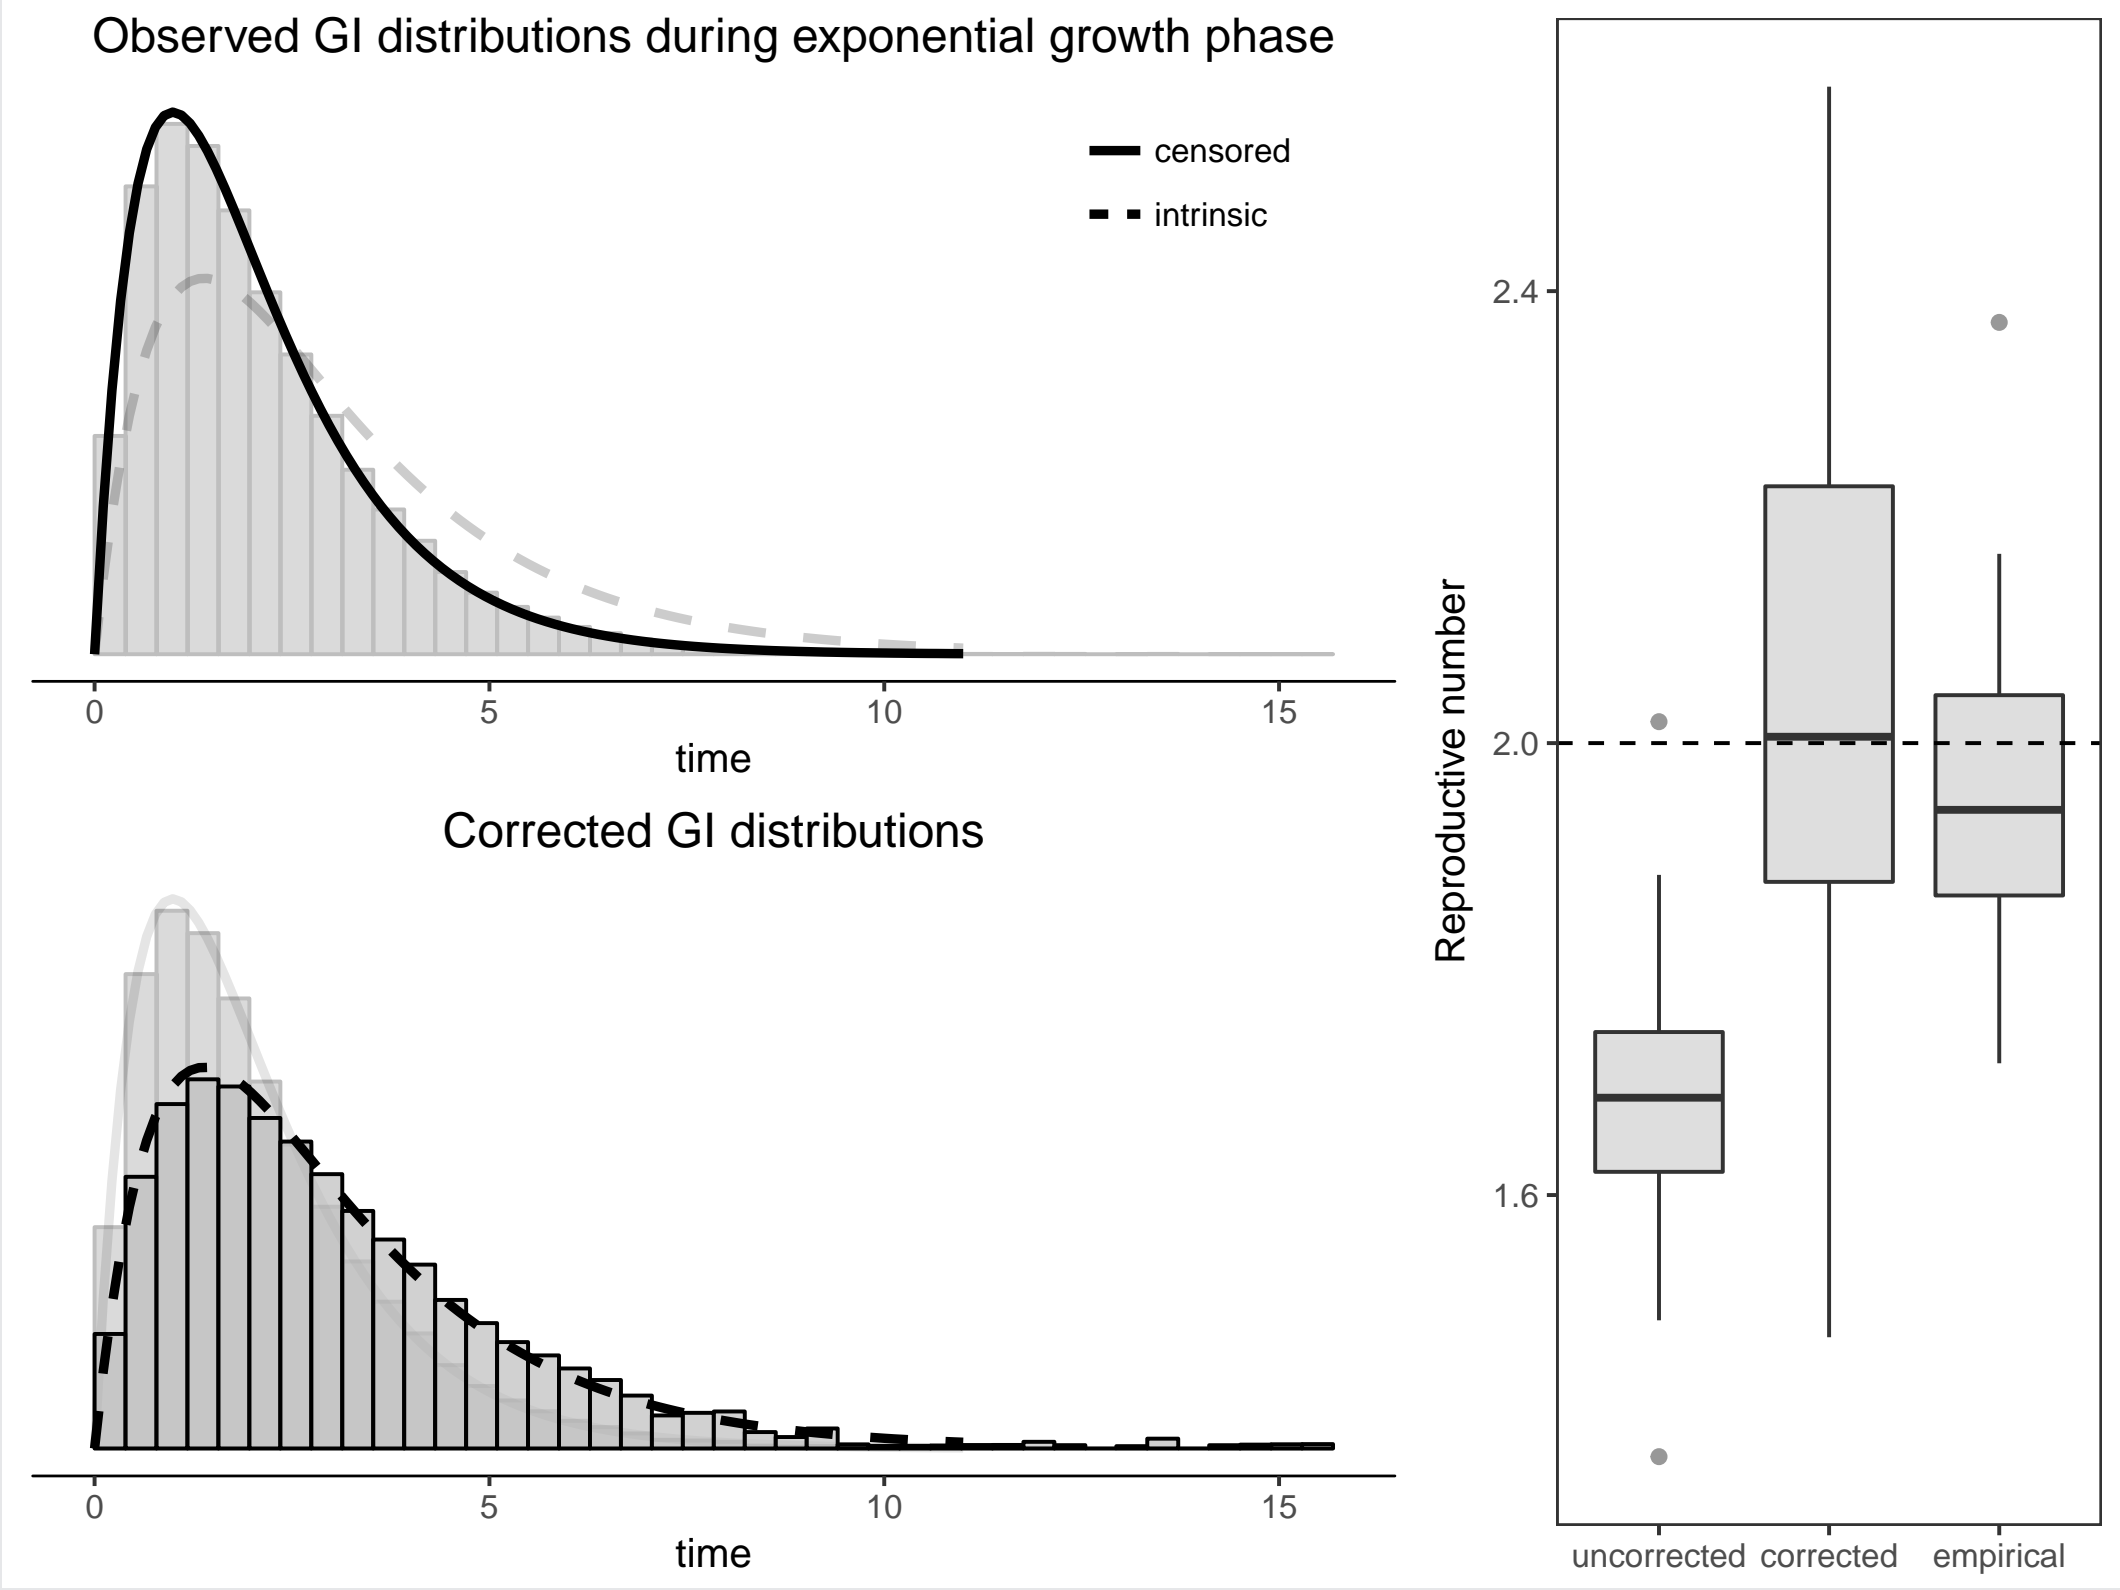 Observed GI distributions during exponential growth phase
censored
intrinsic
0 5 10 15
time
Corrected GI distributions
0 5 10 15
time
Reproductive number
2.4
2.0
1.6
uncorrected corrected empirical